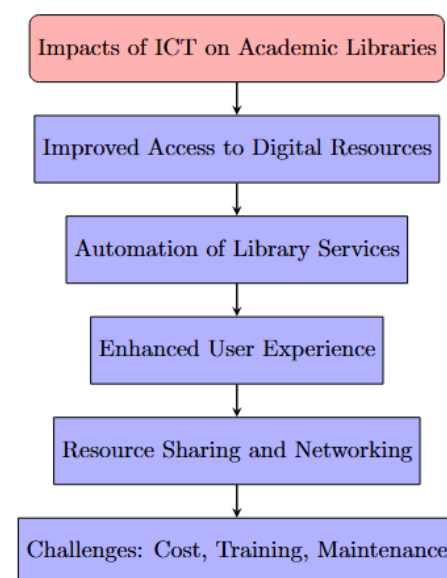 Impacts of ICT on Academic Libraries
Improved Access to Digital Resources
Automation of Library Services
Enhanced User Experience
Resource Sharing and Networking
Challenges: Cost, Training, Maintenance